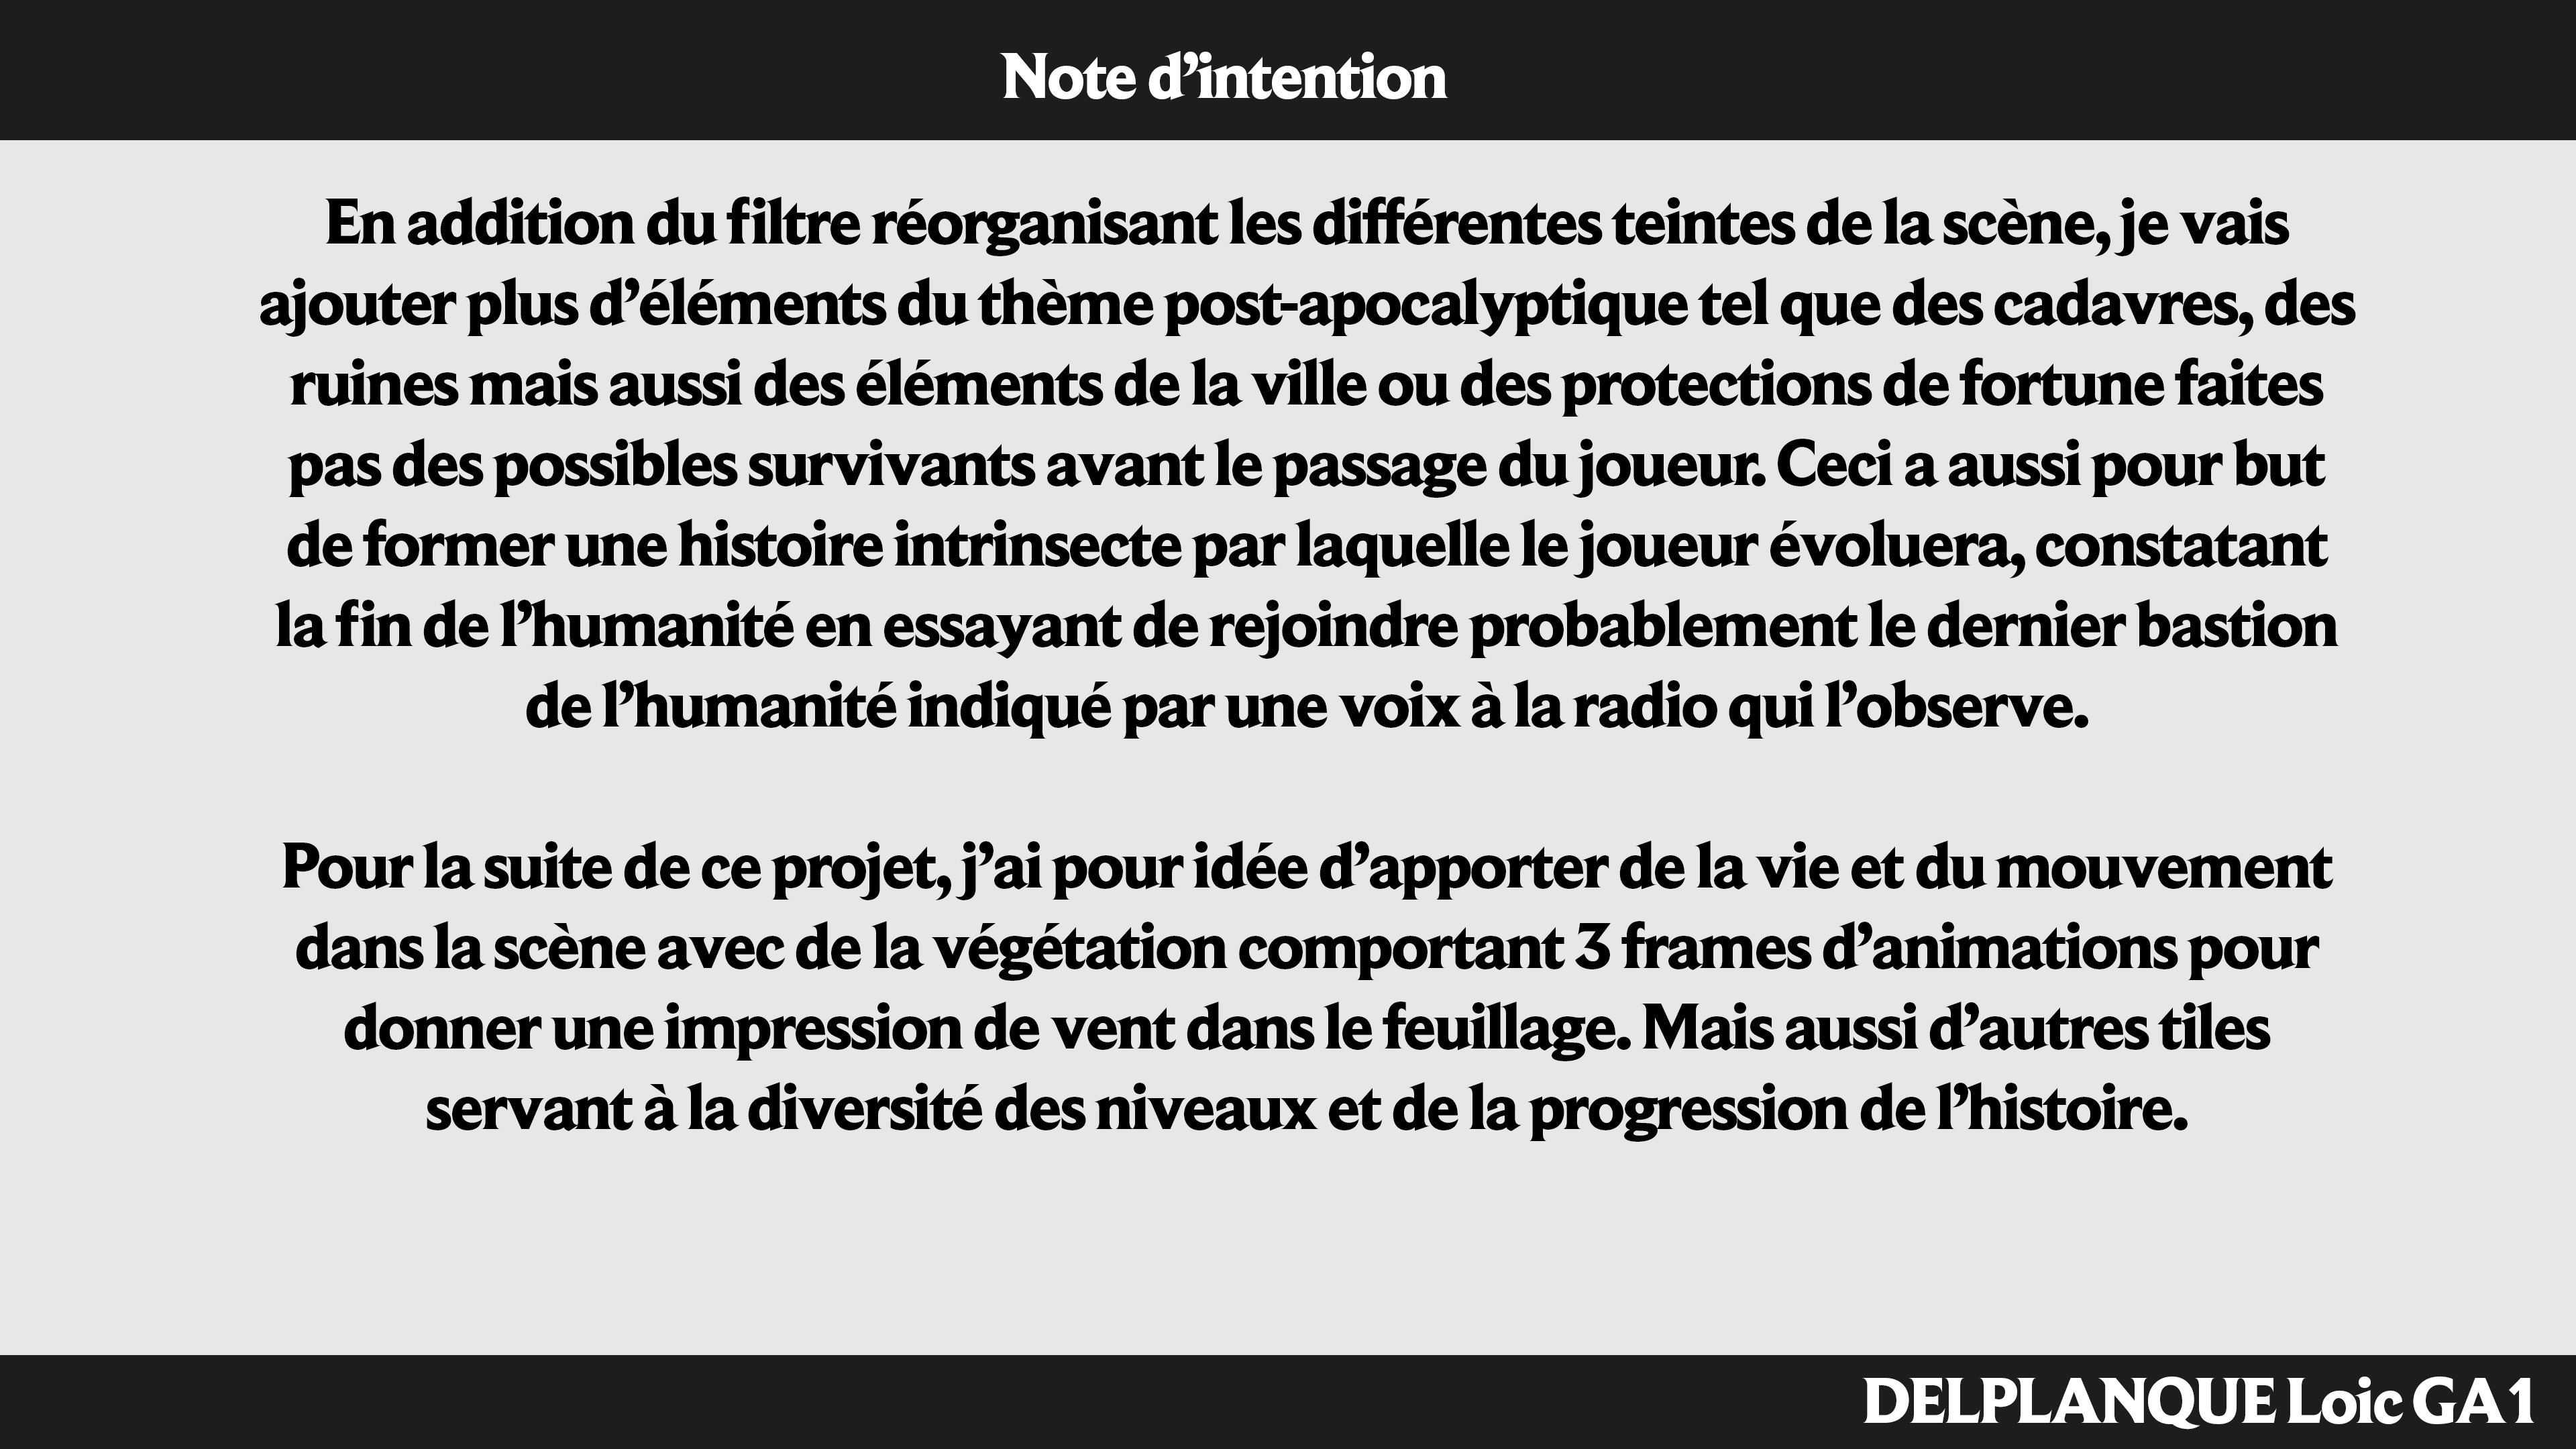 Note d’intention
En addition du filtre réorganisant les différentes teintes de la scène, je vais
ajouter plus d’éléments du thème post-apocalyptique tel que des cadavres, des
ruines mais aussi des éléments de la ville ou des protections de fortune faites
pas des possibles survivants avant le passage du joueur. Ceci a aussi pour but
de former une histoire intrinsecte par laquelle le joueur évoluera, constatant
la fin de l’humanité en essayant de rejoindre probablement le dernier bastion
de l’humanité indiqué par une voix à la radio qui l’observe.
Pour la suite de ce projet, j’ai pour idée d’apporter de la vie et du mouvement
dans la scène avec de la végétation comportant 3 frames d’animations pour
donner une impression de vent dans le feuillage. Mais aussi d’autres tiles
servant à la diversité des niveaux et de la progression de l’histoire.
DELPLANQUE Loic GA1